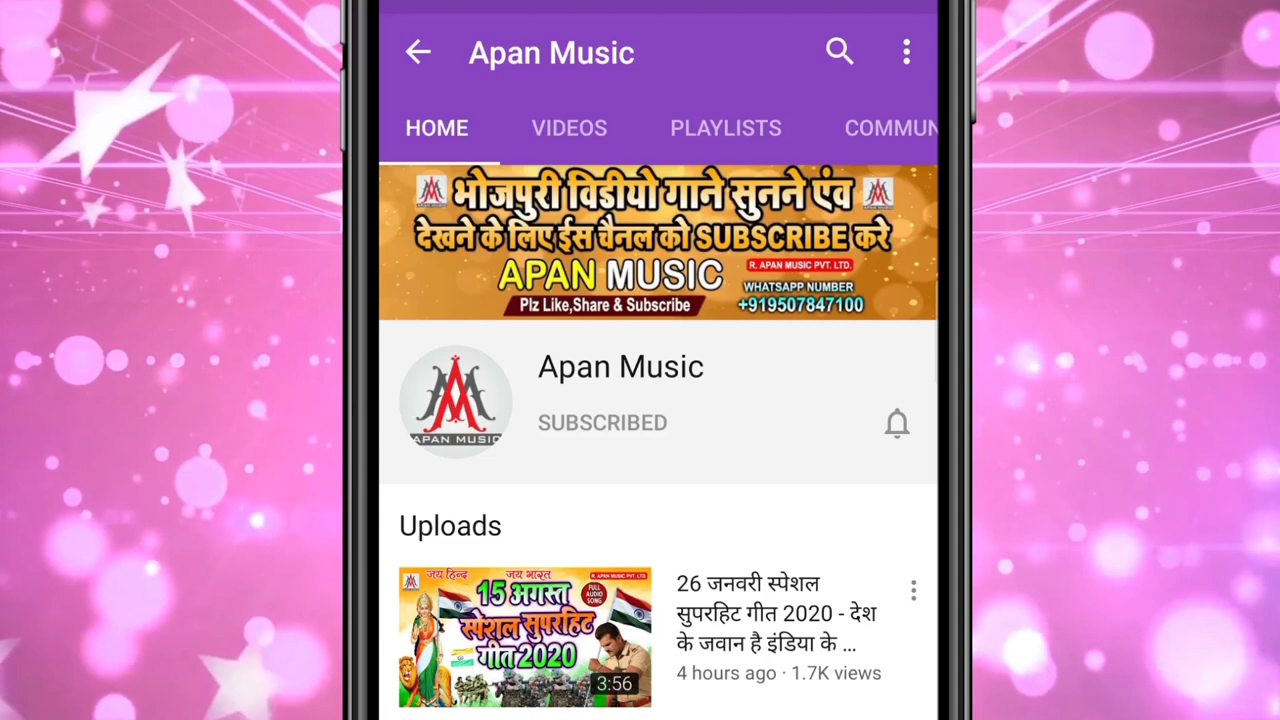 Apan Music
HOME VIDEOS PLAYLISTS COMMUN
भोजपुरी विडीयो गाने सुनने एंव
देखने के लिए ईस चैनल को SUBSCRIBE करे
APAN MUSIC
R. APAN MUSIC PVT. LTD.
WHATSAPP NUMBER
+919507847100
Plz Like,Share & Subscribe
APAN MUSIC
Apan Music
SUBSCRIBED
Uploads
जय हिन्द जय भारत
R. APAN MUSIC PVT. LTD
15 अगस्त
FULL
AUDIO
SONG
स्पेशल सुपरहिट
गीत 2020
3:56
26 जनवरी स्पेशल
सुपरहिट गीत 2020 - देश
के जवान है इंडिया के ...
4 hours ago · 1.7K views